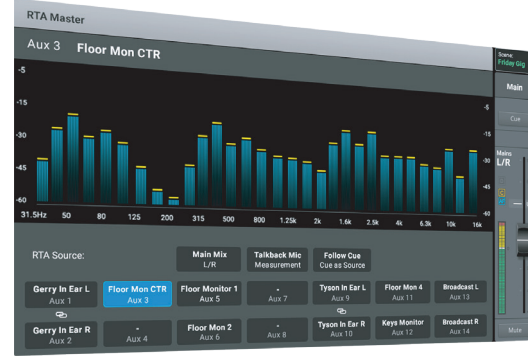 RTA Master
Aux 3 Floor Mon CTR
Scene:
Friday Gig
Main
Cue
Mains
L/R
-5
-15
-30
-45
-60
-5
-15
-30
-45
-60
31.5Hz 50 80 125 200 315 500 800 1.25k 2k 1.6k 2.5k 4k 6.3k 10k 16k
RTA Source:
Main Mix
L/R
Talkback Mic
Measurement
Follow Cue
Cue as Source
Gerry In Ear L
Aux 1
Floor Mon CTR
Aux 3
Floor Monitor 1
Aux 5
-
Aux 7
Tyson In Ear L
Aux 9
Floor Mon 4
Aux 11
Broadcast L
Aux 13
Gerry In Ear R
Aux 2
-
Aux 4
Floor Mon 2
Aux 6
-
Aux 8
Tyson In Ear R
Aux 10
Keys Monitor
Aux 12
Broadcast R
Aux 14
Mute